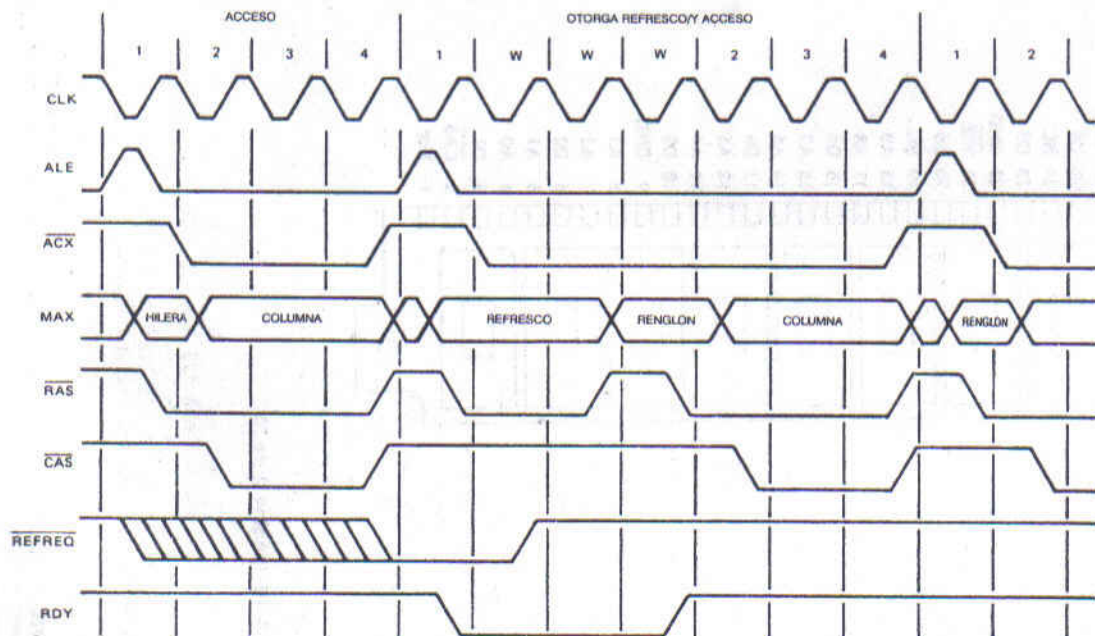 ACCESO OTORGA REFRESCO/Y ACCESO
1 2 3 4 1 W W W 2 3 4 1 2
CLK
ALE
ACX
MAX HILERA COLUMNA REFRESCO RENGLON COLUMNA RENGLON
RAS
CAS
REFREQ
RDY